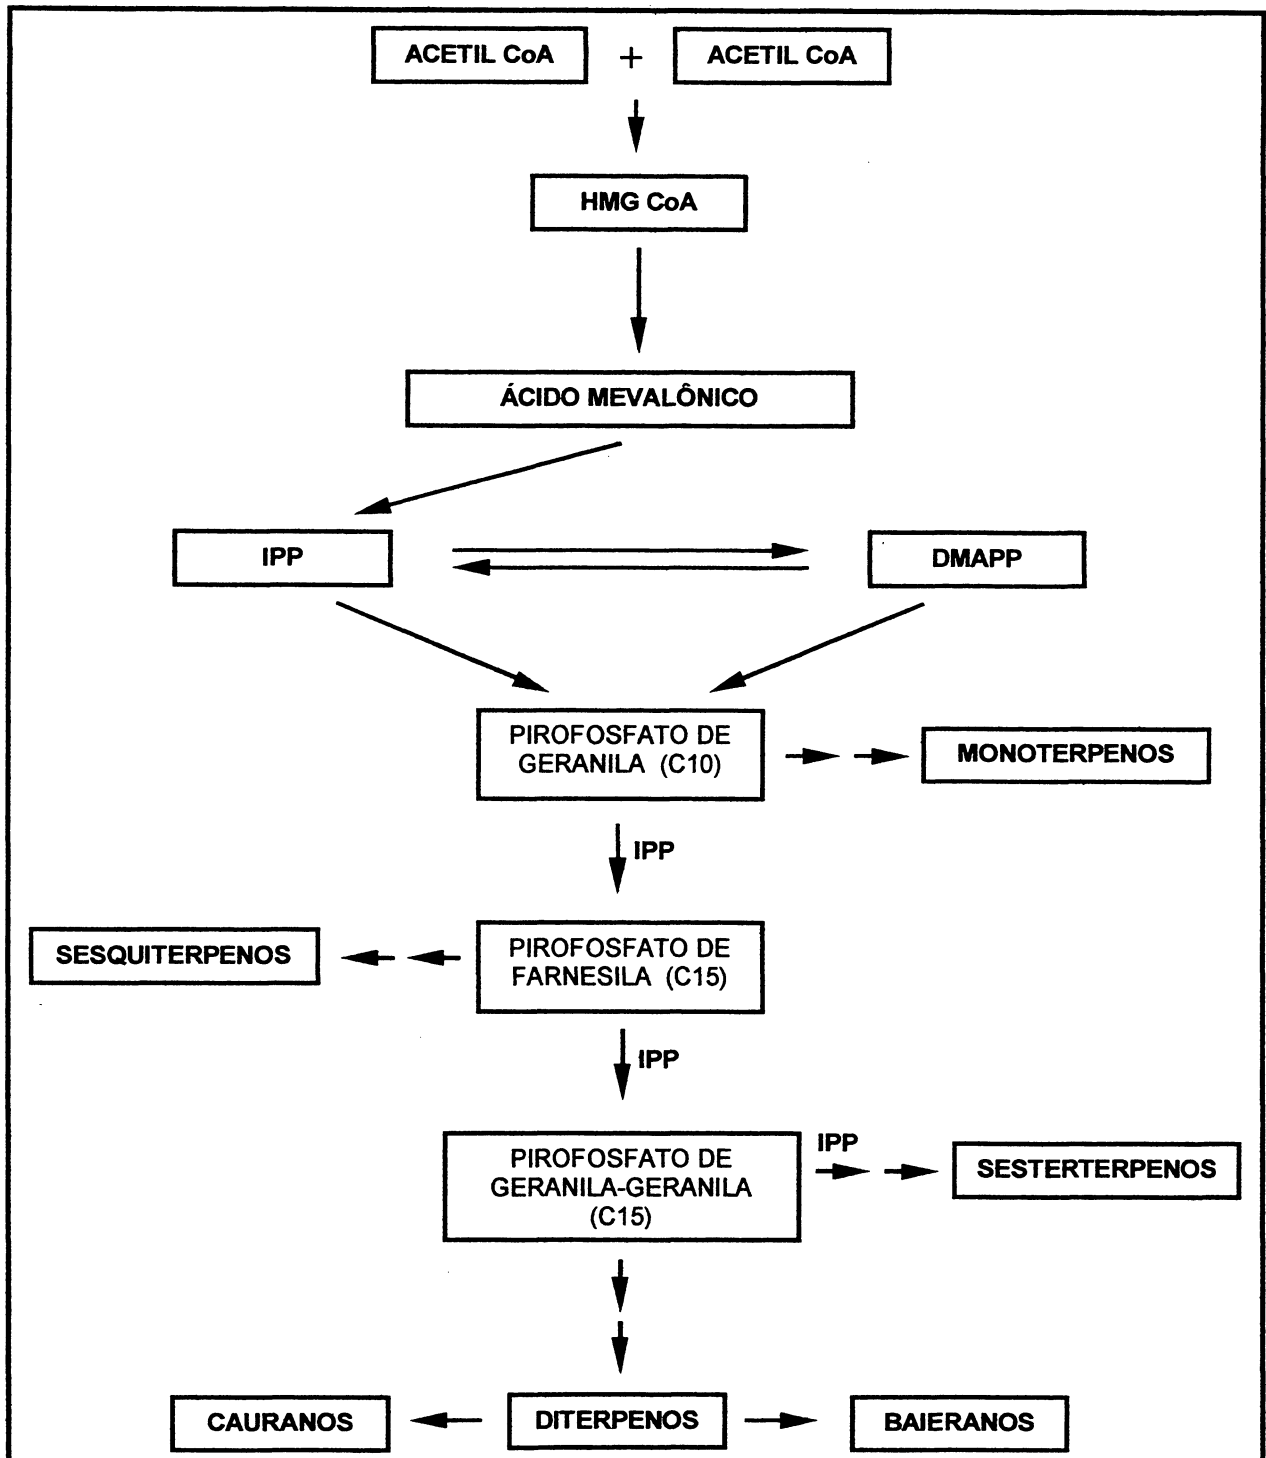 ACETIL CoA + ACETIL CoA
HMG CoA
ÁCIDO MEVALÔNICO
IPP
DMAPP
PIROFOSFATO DE
GERANILA (C10)
MONOTERPENOS
IPP
SESQUITERPENOS
PIROFOSFATO DE
FARNESILA (C15)
IPP
PIROFOSFATO DE
GERANILA-GERANILA
(C15)
IPP
SESTERTERPENOS
CAURANOS
DITERPENOS
BAIERANOS